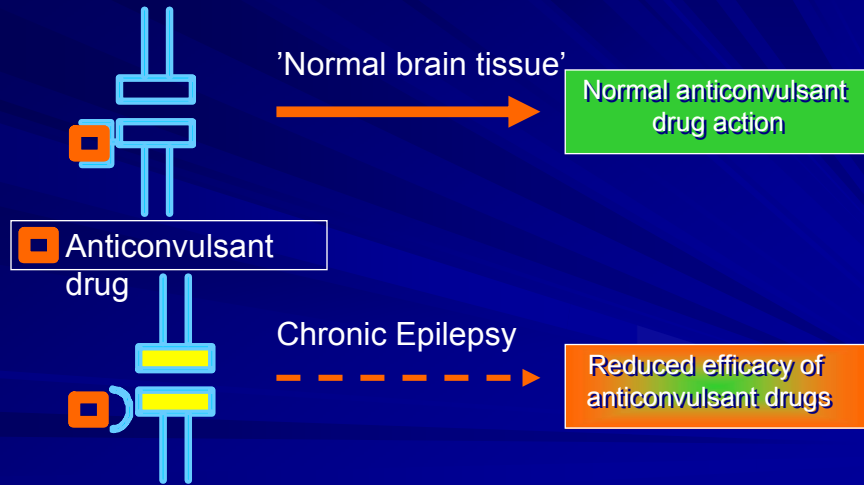 ’Normal brain tissue’
Normal anticonvulsant
drug action
Anticonvulsant
drug
Chronic Epilepsy
Reduced efficacy of
anticonvulsant drugs